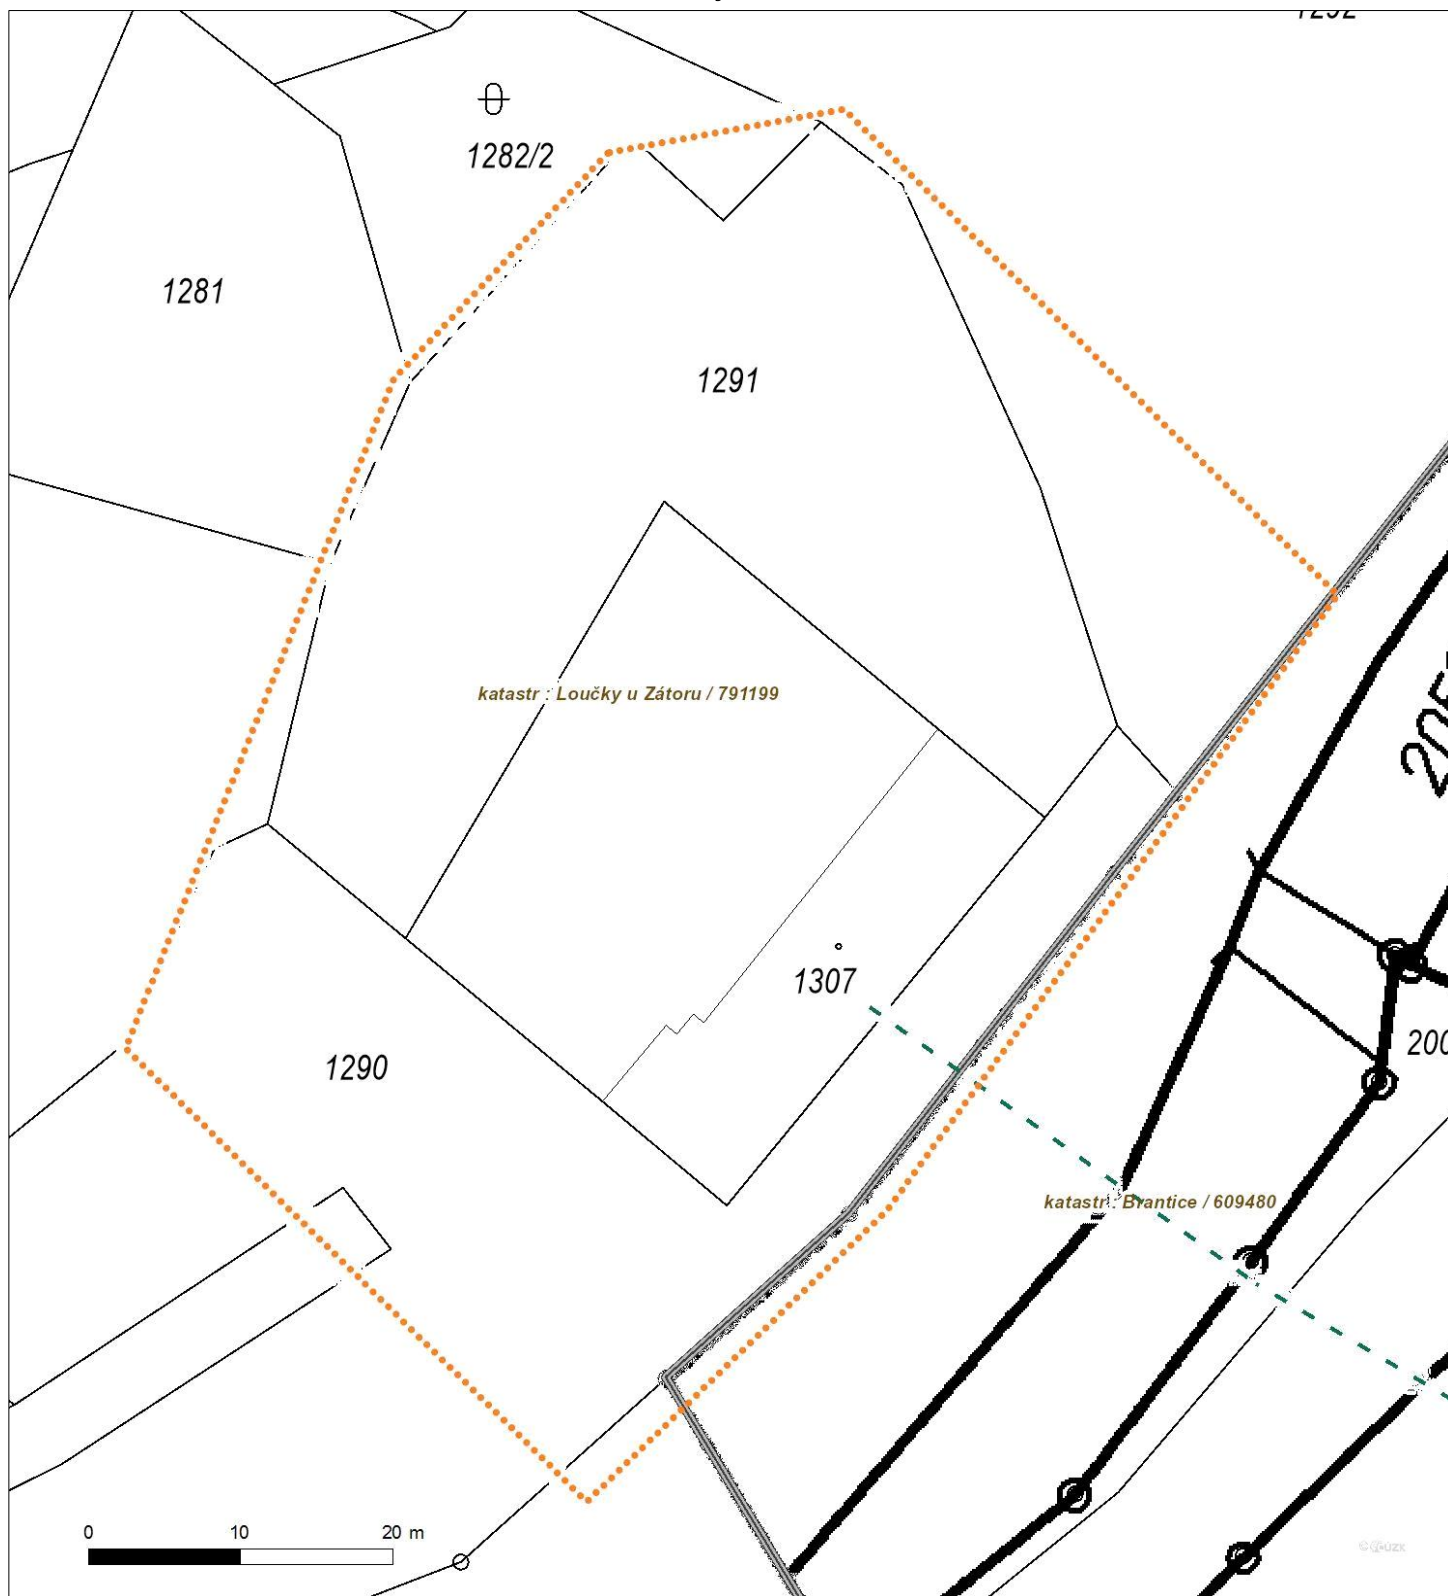 1282/2
1281
1291
katastr : Loučky u Zátoru / 791199
1307
1290
katastr : Brantice / 609480
0 10 20 m